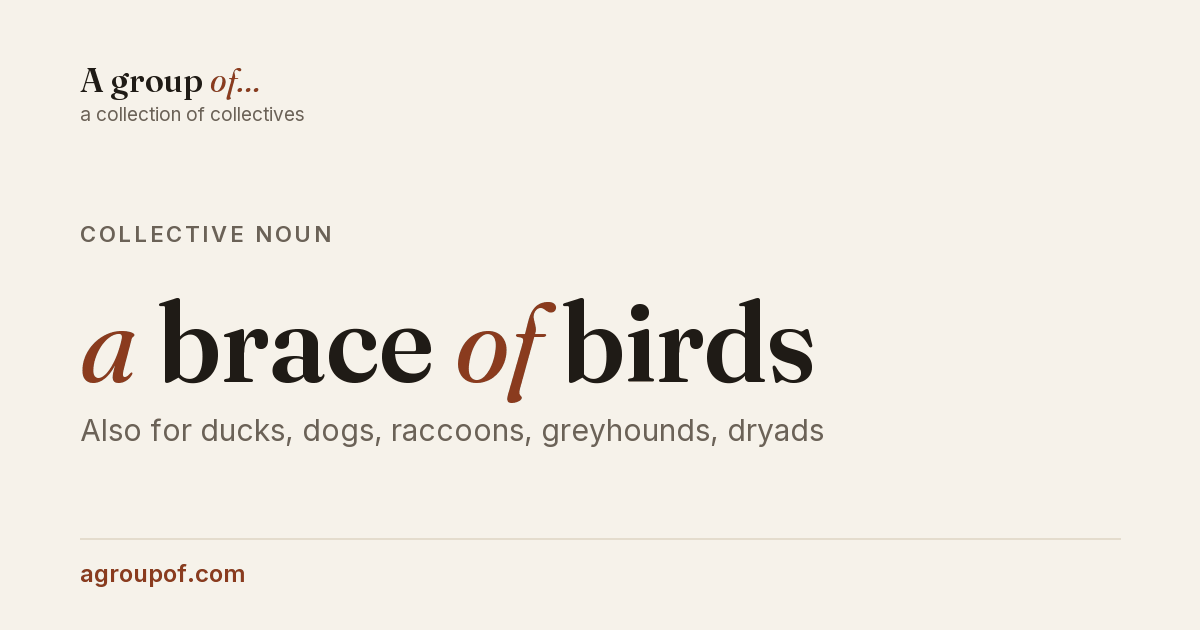 A group of...
a collection of collectives
COLLECTIVE NOUN
a brace of birds
Also for ducks, dogs, raccoons, greyhounds, dryads
agroupof.com